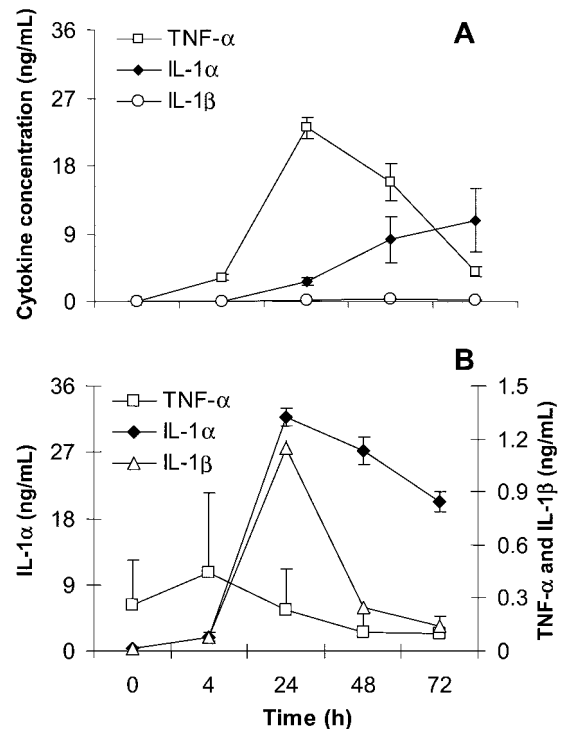 A
Cytokine concentration (ng/mL)
36
27
18
9
0
TNF-α
IL-1α
IL-1β
B
IL-1α (ng/mL)
36
27
18
9
0
TNF-α
IL-1α
IL-1β
1.5
1.2
0.9
0.6
0.3
0
TNF-α and IL-1β (ng/mL)
0 4 24 48 72
Time (h)